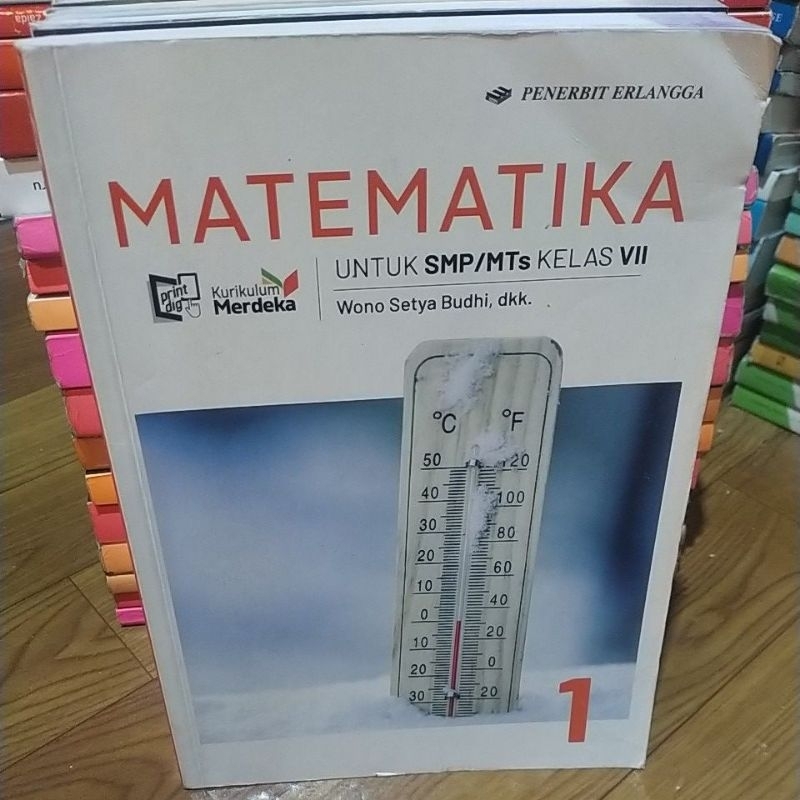 PENERBIT ERLANGGA
MATEMATIKA
print dig
Kurikulum Merdeka
UNTUK SMP/MTs KELAS VII
Wono Setya Budhi, dkk.
°C °F
50 120
40 100
30 80
20 60
10 40
0 20
10 0
20 20
30
1